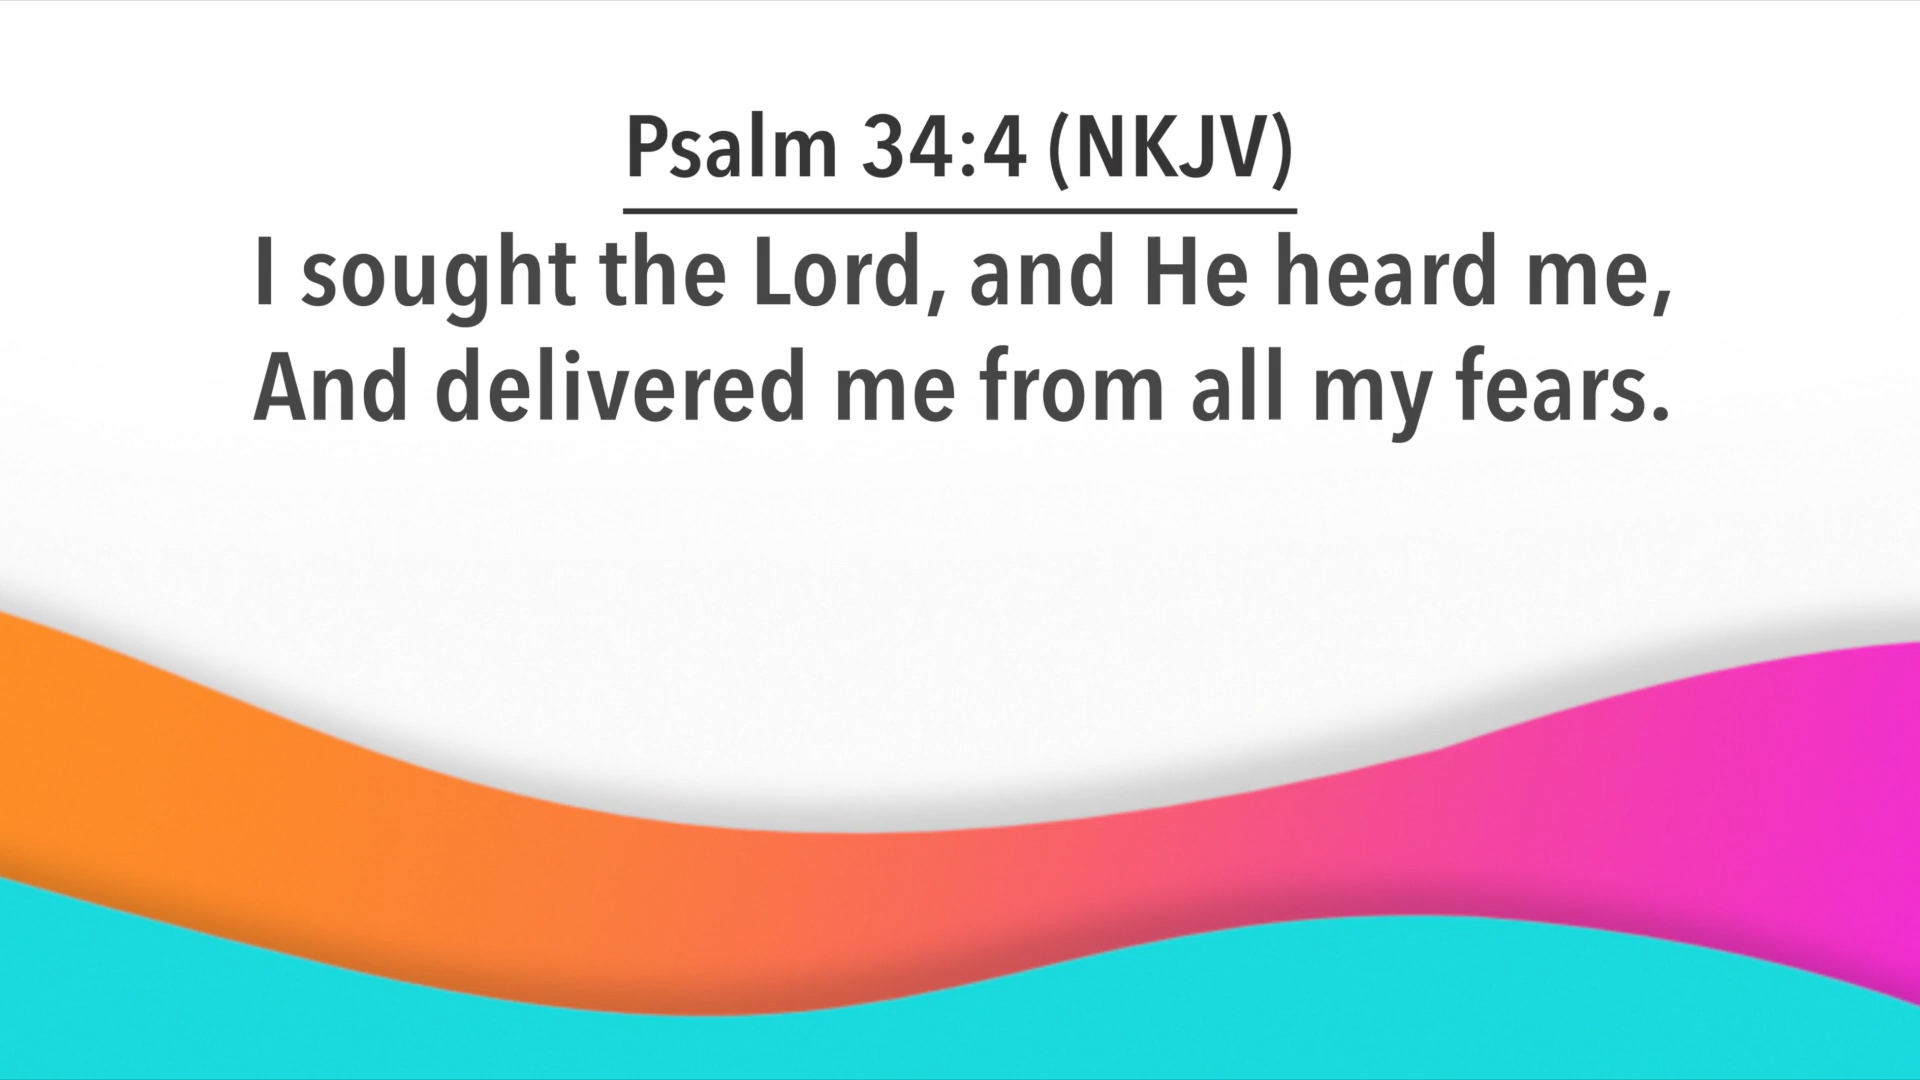 Psalm 34:4 (NKJV)
I sought the Lord, and He heard me,
And delivered me from all my fears.